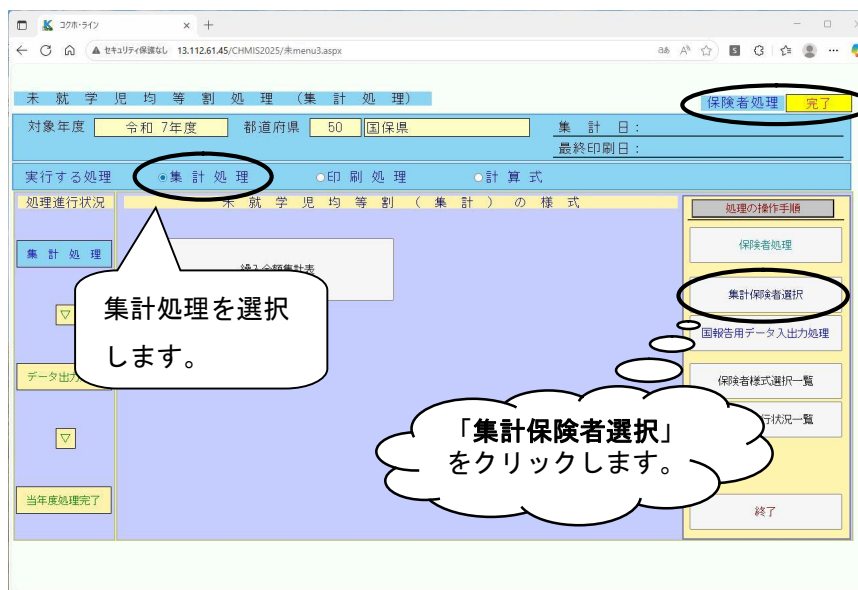 コクホ・ライン
セキュリティ保護なし 13.112.61.45/CHMIS2025/未menu3.aspx
未就学児均等割処理（集計処理）
保険者処理 完了
対象年度 令和 7年度 都道府県 50 国保県 集計日：
最終印刷日：
実行する処理 集計処理 印刷処理 計算式
処理進行状況 未就学児均等割（集計）の様式 処理の操作手順
保険者処理
集計処理
集計保険者選択
集計処理を選択
します。
▽
国報告用データ入出力処理
データ出力
保険者様式選択一覧
行状況一覧
「集計保険者選択」
をクリックします。
▽
当年度処理完了
終了